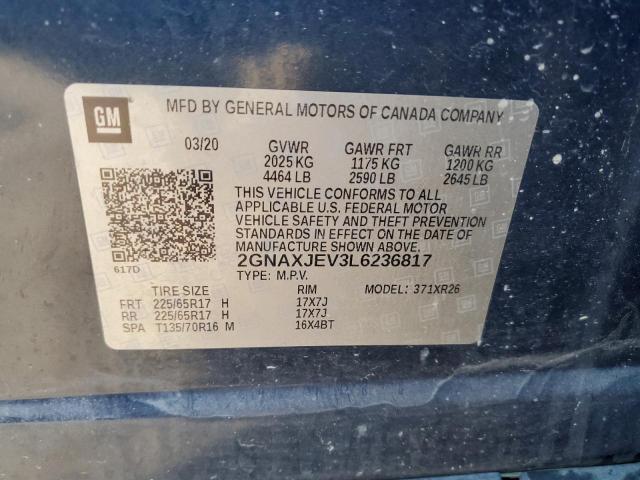 GM
MFD BY GENERAL MOTORS OF CANADA COMPANY
03/20 GVWR GAWR FRT GAWR RR
2025 KG 1175 KG 1200 KG
4464 LB 2590 LB 2645 LB
THIS VEHICLE CONFORMS TO ALL
APPLICABLE U.S. FEDERAL MOTOR
VEHICLE SAFETY AND THEFT PREVENTION
STANDARDS IN EFFECT ON THE DATE OF
MANUFACTURE SHOWN ABOVE.
617D 2GNAXJEV3L6236817
TYPE: M.P.V.
TIRE SIZE RIM MODEL: 371XR26
FRT 225/65R17 H 17X7J
RR 225/65R17 H 17X7J
SPA T135/70R16 M 16X4BT